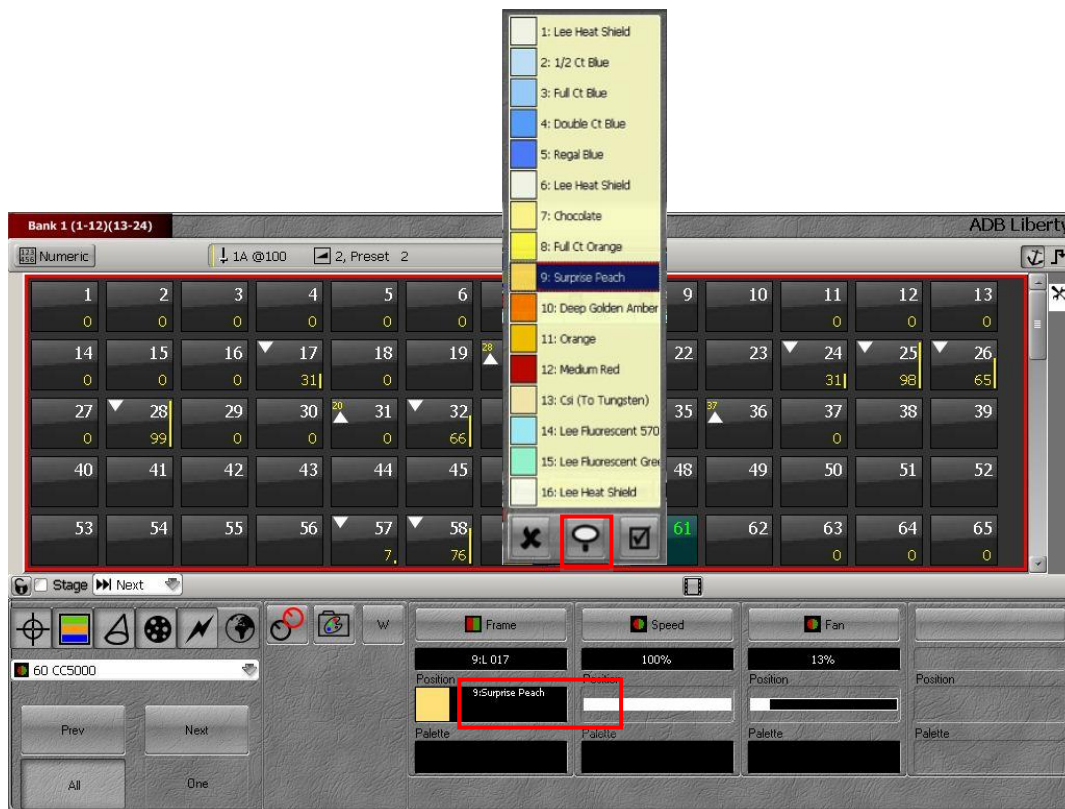 1: Lee Heat Shield
2: 1/2 Ct Blue
3: Full Ct Blue
4: Double Ct Blue
5: Regal Blue
6: Lee Heat Shield
7: Chocolate
8: Full Ct Orange
9: Surprise Peach
10: Deep Golden Amber
11: Orange
12: Medium Red
13: Csi (To Tungsten)
14: Lee Fluorescent 570
15: Lee Fluorescent Gree
16: Lee Heat Shield
Bank 1 (1-12)(13-24) ADB Liberty
Numeric 1A @100 2, Preset 2
1 2 3 4 5 6 9 10 11 12 13
0 0 0 0 0 0 0 0 0
14 15 16 17 18 19 28 22 23 24 25 26
0 0 0 31 0 31 98 65
27 28 29 30 20 31 32 35 37 36 37 38 39
0 99 0 0 0 66 0
40 41 42 43 44 45 48 49 50 51 52
53 54 55 56 57 58 61 62 63 64 65
7 76 0 0 0
Stage Next
W Frame Speed Fan
60 CC5000 9:L 017 100% 13%
Position Position Position Position
9:Surprise Peach
Prev Next Palette Palette Palette Palette
All One